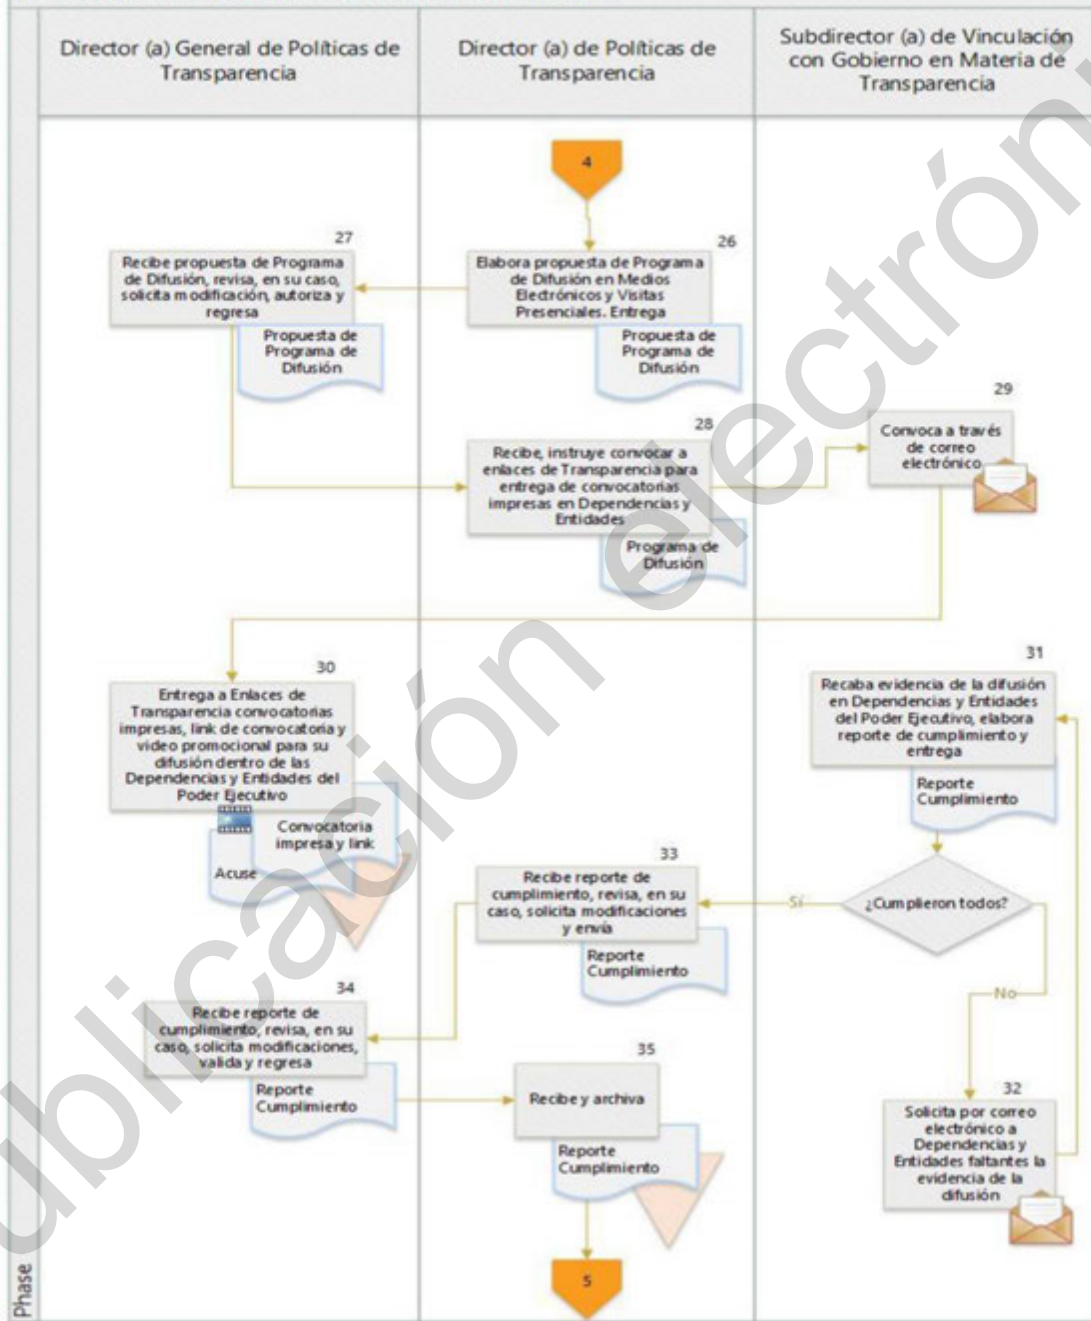 Director (a) General de Políticas de
Transparencia
Director (a) de Políticas de
Transparencia
Subdirector (a) de Vinculación
con Gobierno en Materia de
Transparencia
4
27
Recibe propuesta de Programa
de Difusión, revisa, en su caso,
solicita modificación, autoriza y
regresa
Propuesta de
Programa de
Difusión
26
Elabora propuesta de Programa
de Difusión en Medios
Electrónicos y Visitas
Presenciales. Entrega
Propuesta de
Programa de
Difusión
28
Recibe, instruye convocar a
enlaces de Transparencia para
entrega de convocatorias
impresas en Dependencias y
Entidades
Programa de
Difusión
29
Convoca a través
de correo
electrónico
30
Entrega a Enlaces de
Transparencia convocatorias
impresas, link de convocatoria y
video promocional para su
difusión dentro de las
Dependencias y Entidades del
Poder Ejecutivo
Convocatoria
impresa y link
Acuse
31
Recaba evidencia de la difusión
en Dependencias y Entidades
del Poder Ejecutivo, elabora
reporte de cumplimiento y
entrega
Reporte
Cumplimiento
¿Cumplieron todos?
Sí
No
33
Recibe reporte de
cumplimiento, revisa, en su
caso, solicita modificaciones
y envía
Reporte
Cumplimiento
34
Recibe reporte de
cumplimiento, revisa, en su
caso, solicita modificaciones,
valida y regresa
Reporte
Cumplimiento
35
Recibe y archiva
Reporte
Cumplimiento
32
Solicita por correo
electrónico a
Dependencias y
Entidades faltantes la
evidencia de la
difusión
5
Phase
ublicación electróni